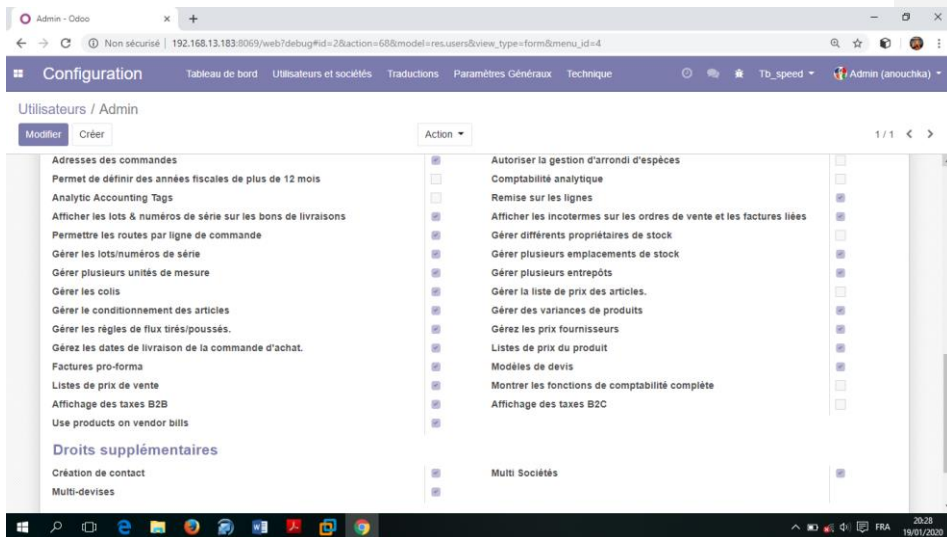 Admin - Odoo
Non sécurisé | 192.168.13.183:8069/web?debug#id=2&action=68&model=res.users&view_type=form&menu_id=4
Configuration Tableau de bord Utilisateurs et sociétés Traductions Paramètres Généraux Technique Tb_speed Admin (anouchka)
Utilisateurs / Admin
Modifier Créer Action 1 / 1
Adresses des commandes Autoriser la gestion d'arrondi d'espèces
Permet de définir des années fiscales de plus de 12 mois Comptabilité analytique
Analytic Accounting Tags Remise sur les lignes
Afficher les lots & numéros de série sur les bons de livraisons Afficher les incotermes sur les ordres de vente et les factures liées
Permettre les routes par ligne de commande Gérer différents propriétaires de stock
Gérer les lots/numéros de série Gérer plusieurs emplacements de stock
Gérer plusieurs unités de mesure Gérer plusieurs entrepôts
Gérer les colis Gérer la liste de prix des articles.
Gérer le conditionnement des articles Gérer des variances de produits
Gérer les règles de flux tirés/poussés. Gérez les prix fournisseurs
Gérez les dates de livraison de la commande d'achat. Listes de prix du produit
Factures pro-forma Modèles de devis
Listes de prix de vente Montrer les fonctions de comptabilité complète
Affichage des taxes B2B Affichage des taxes B2C
Use products on vendor bills
Droits supplémentaires
Création de contact Multi Sociétés
Multi-devises
FRA 20:28
19/01/2020